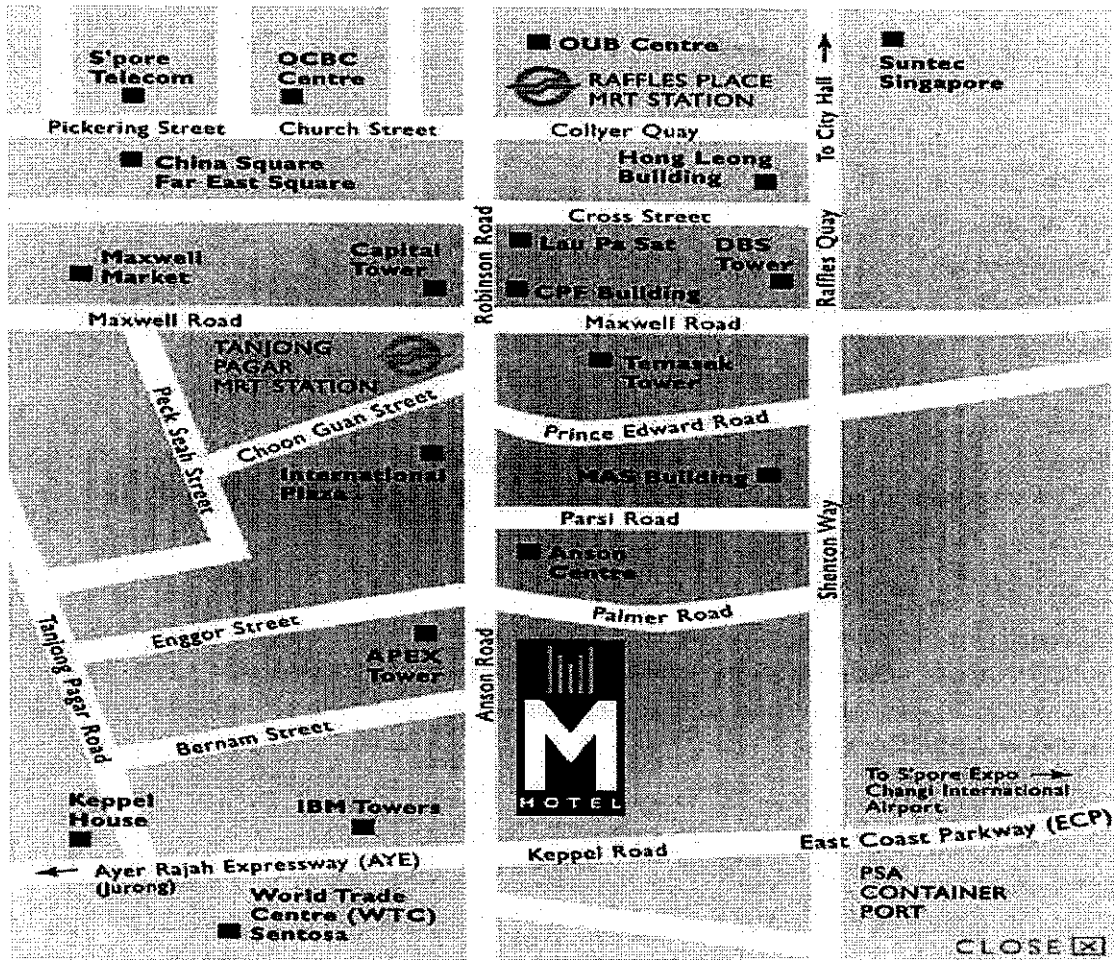 S'pore
Telecom
OCBC
Centre
OUB Centre
RAFFLES PLACE
MRT STATION
To City Hall
Suntec
Singapore
Pickering Street
Church Street
Collyer Quay
China Square
Far East Square
Hong Leong
Building
Cross Street
Robinson Road
Raffles Quay
Maxwell
Market
Capital
Tower
Lau Pa Sat
CPF Building
DBS
Tower
Maxwell Road
Maxwell Road
TANJONG
PAGAR
MRT STATION
Temasek
Tower
Peck Seah Street
Choon Guan Street
Prince Edward Road
International
Plaza
MAS Building
Parsi Road
Shenton Way
Anson
Centre
Enggor Street
Palmer Road
Tanjong Pagar Road
APEX
Tower
Anson Road
M
HOTEL
Bernam Street
To S'pore Expo
Changi International
Airport
Keppel
House
IBM Towers
Keppel Road
East Coast Parkway (ECP)
Ayer Rajah Expressway (AYE)
(Jurong)
World Trade
Centre (WTC)
Sentosa
PSA
CONTAINER
PORT
CLOSE X